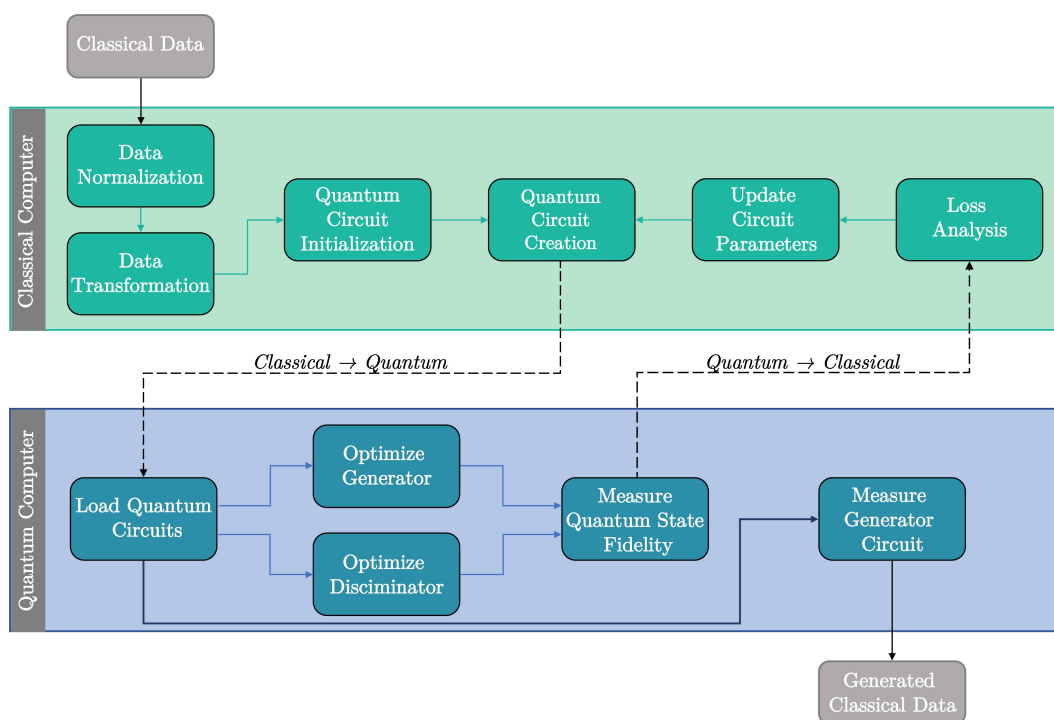 Classical Data
Classical Computer
Data
Normalization
Data
Transformation
Quantum
Circuit
Initialization
Quantum
Circuit
Creation
Update
Circuit
Parameters
Loss
Analysis
Classical → Quantum
Quantum → Classical
Quantum Computer
Load Quantum
Circuits
Optimize
Generator
Optimize
Disciminator
Measure
Quantum State
Fidelity
Measure
Generator
Circuit
Generated
Classical Data